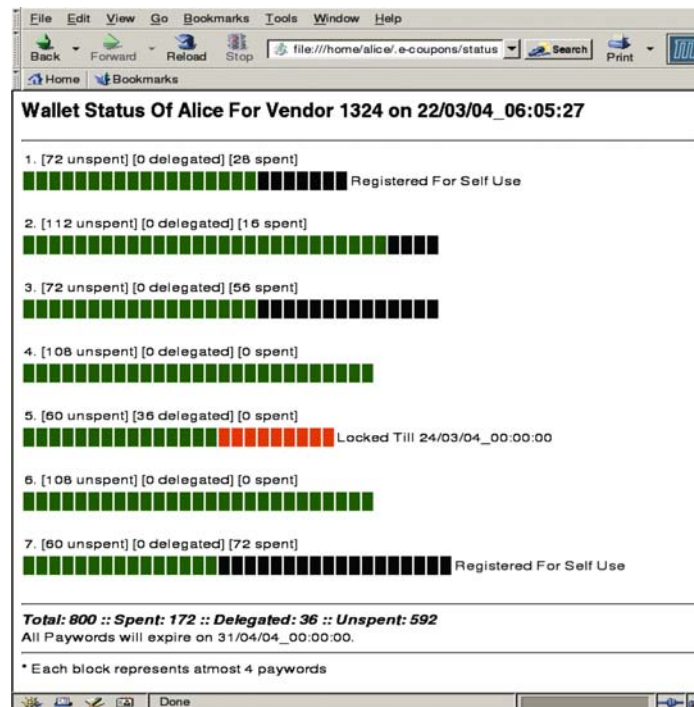 File Edit View Go Bookmarks Tools Window Help
Back Forward Reload Stop file:///home/alice/.e-coupons/status Search Print
Home Bookmarks
Wallet Status Of Alice For Vendor 1324 on 22/03/04_06:05:27
1. [72 unspent] [0 delegated] [28 spent]
Registered For Self Use
2. [112 unspent] [0 delegated] [16 spent]
3. [72 unspent] [0 delegated] [56 spent]
4. [108 unspent] [0 delegated] [0 spent]
5. [60 unspent] [36 delegated] [0 spent]
Locked Till 24/03/04_00:00:00
6. [108 unspent] [0 delegated] [0 spent]
7. [60 unspent] [0 delegated] [72 spent]
Registered For Self Use
Total: 800 :: Spent: 172 :: Delegated: 36 :: Unspent: 592
All Paywords will expire on 31/04/04_00:00:00.
* Each block represents atmost 4 paywords
Done